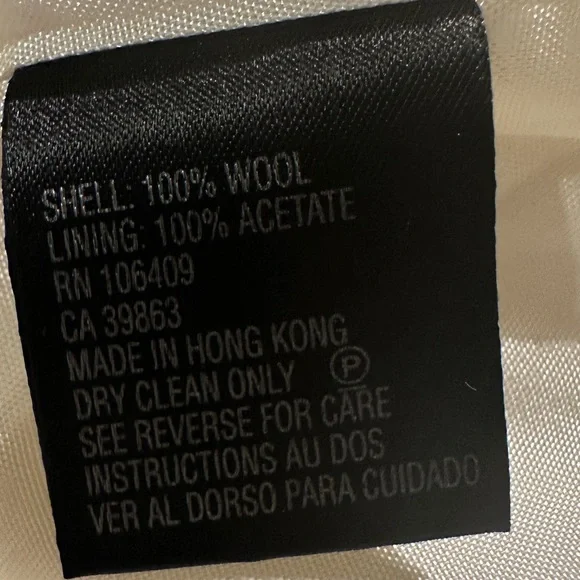 SHELL: 100% WOOL
LINING: 100% ACETATE
RN 106409
CA 39863
MADE IN HONG KONG
DRY CLEAN ONLY P
SEE REVERSE FOR CARE
INSTRUCTIONS AU DOS
VER AL DORSO PARA CUIDADO